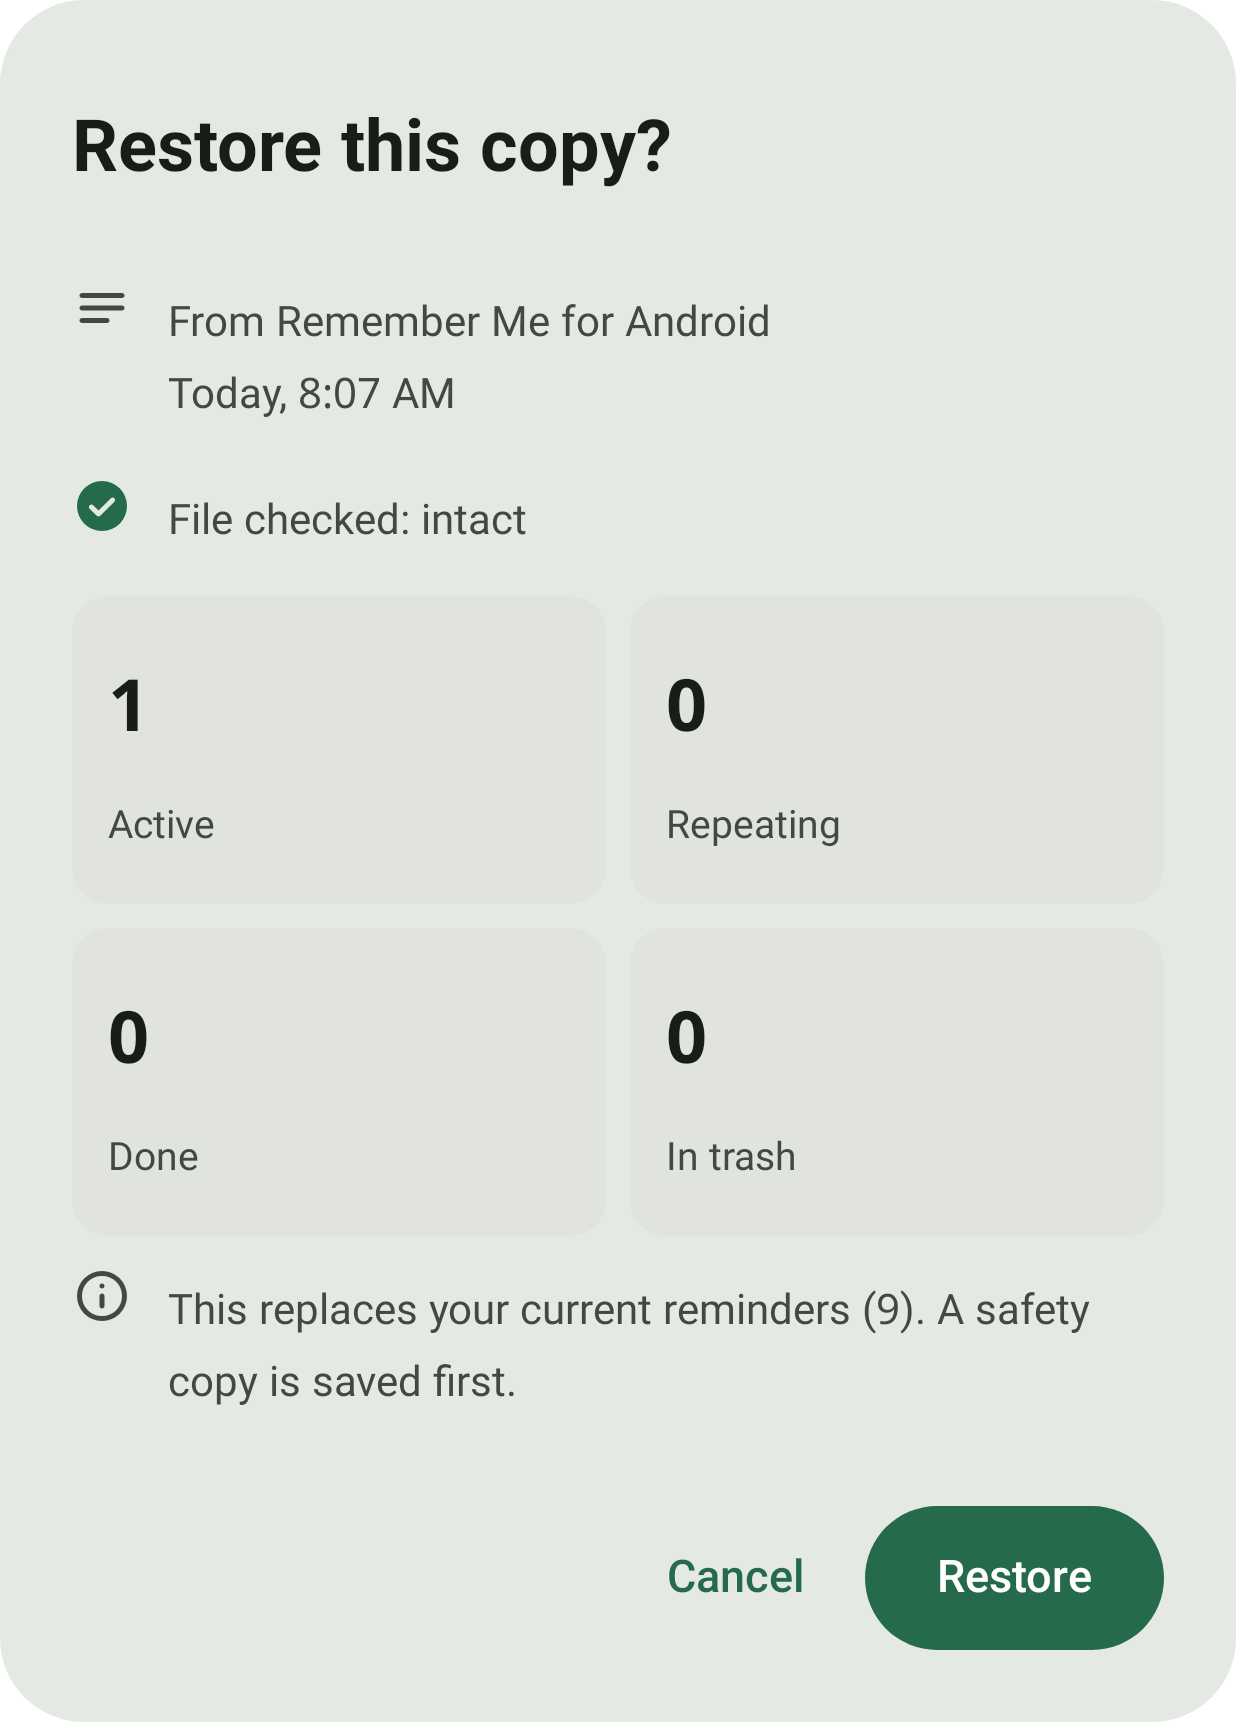 Restore this copy?
From Remember Me for Android
Today, 8:07 AM
File checked: intact
1
Active
0
Repeating
0
Done
0
In trash
This replaces your current reminders (9). A safety
copy is saved first.
Cancel
Restore